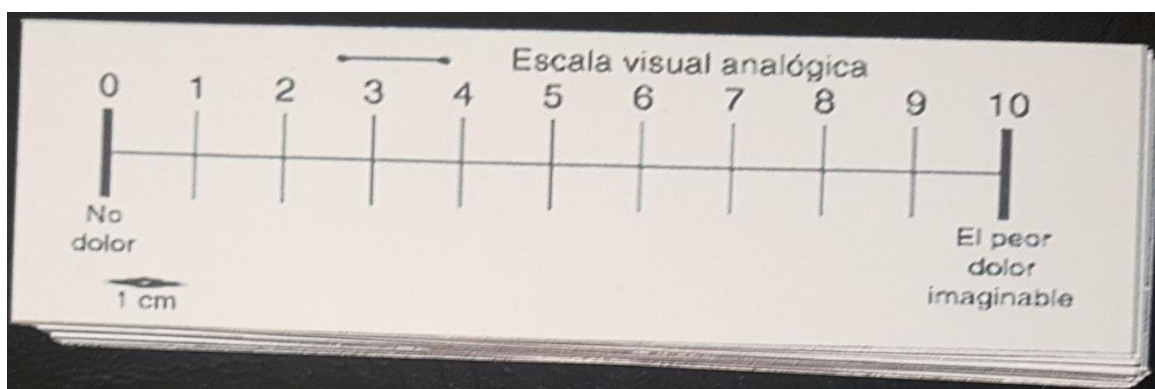 Escala visual analógica
0 1 2 3 4 5 6 7 8 9 10
No
dolor
El peor
dolor
imaginable
1 cm